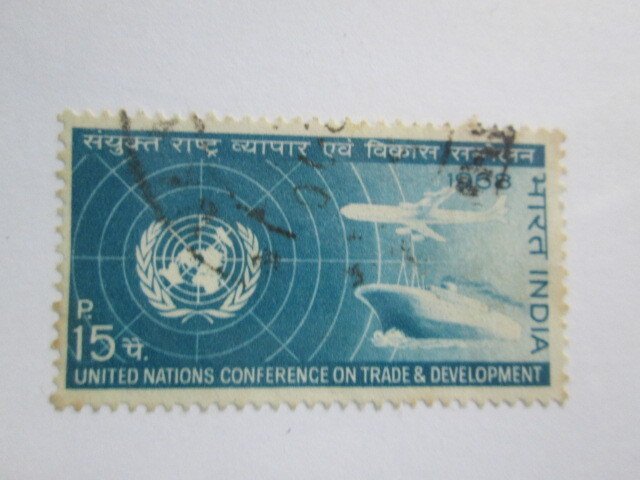 संयुक्त राष्ट्र व्यापार एवं विकास सम्मेलन
1968
भारत INDIA
P.
15 पै.
UNITED NATIONS CONFERENCE ON TRADE & DEVELOPMENT